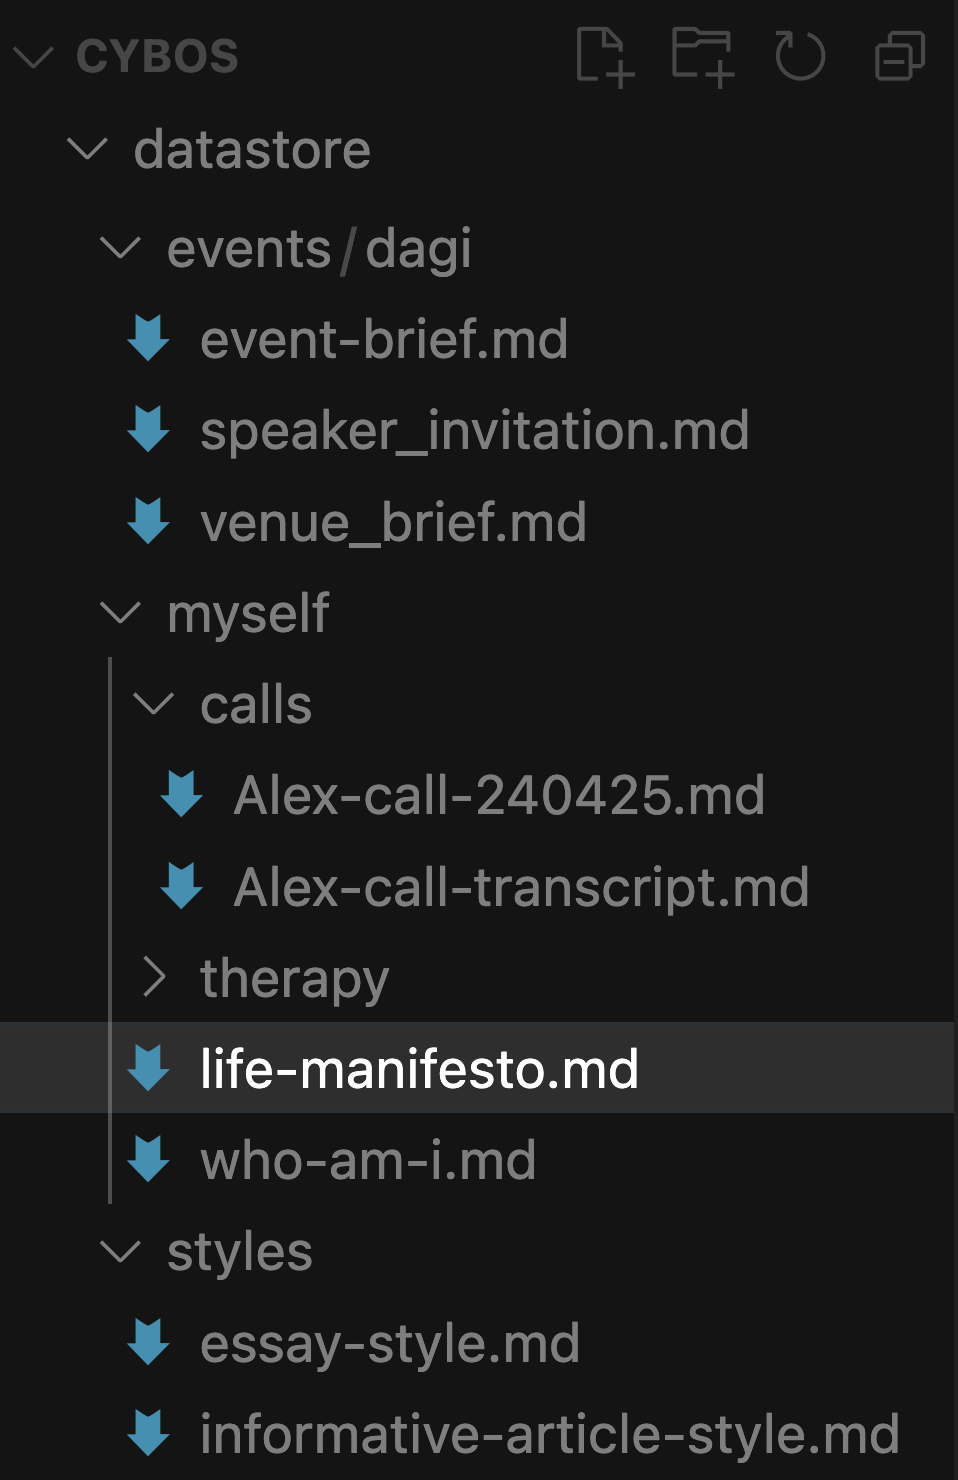 CYBOS
datastore
events/dagi
event-brief.md
speaker_invitation.md
venue_brief.md
myself
calls
Alex-call-240425.md
Alex-call-transcript.md
therapy
life-manifesto.md
who-am-i.md
styles
essay-style.md
informative-article-style.md